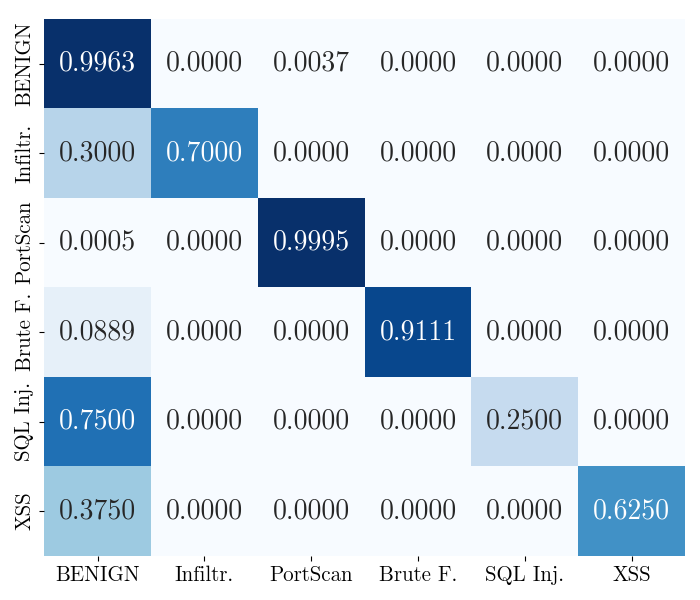 BENIGN 0.9963 0.0000 0.0037 0.0000 0.0000 0.0000
Infiltr. 0.3000 0.7000 0.0000 0.0000 0.0000 0.0000
PortScan 0.0005 0.0000 0.9995 0.0000 0.0000 0.0000
Brute F. 0.0889 0.0000 0.0000 0.9111 0.0000 0.0000
SQL Inj. 0.7500 0.0000 0.0000 0.0000 0.2500 0.0000
XSS 0.3750 0.0000 0.0000 0.0000 0.0000 0.6250
BENIGN Infiltr. PortScan Brute F. SQL Inj. XSS